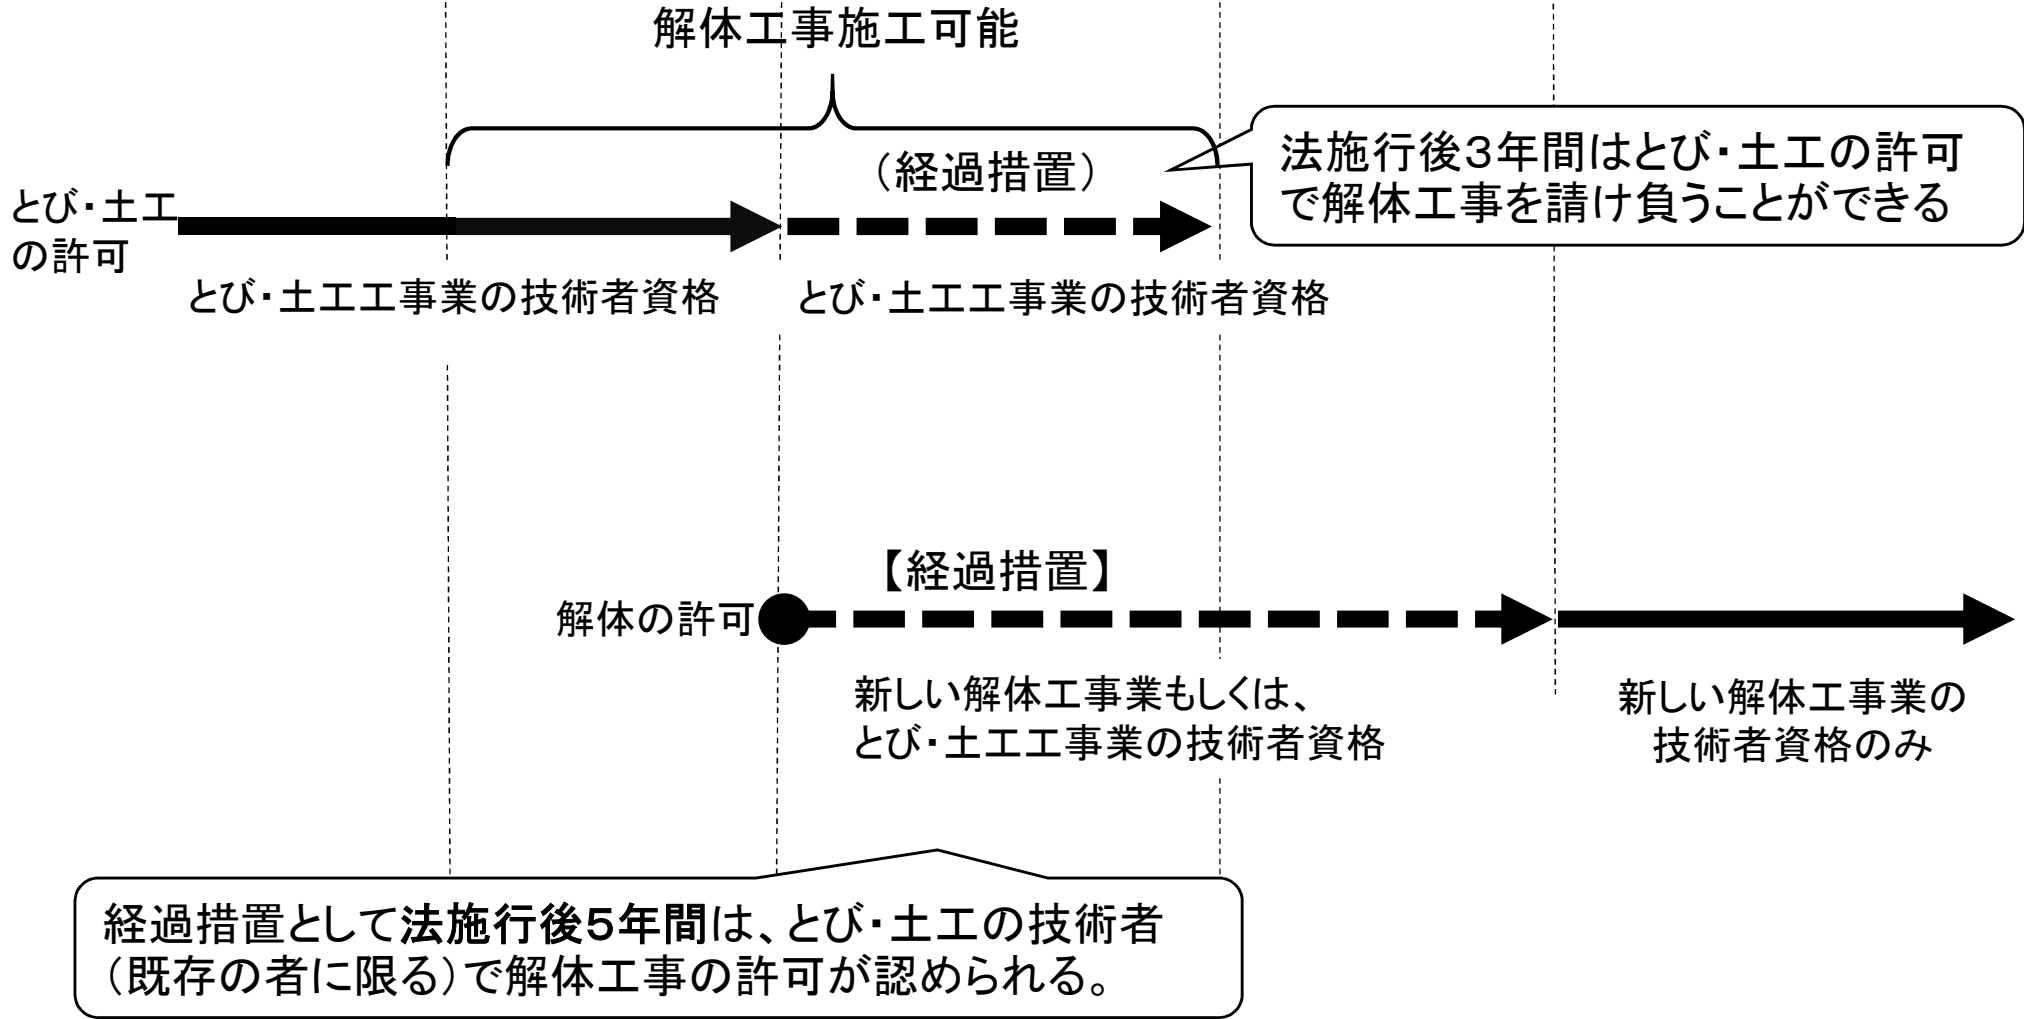 解体工事施工可能
（経過措置）
法施行後３年間はとび・土工の許可
で解体工事を請け負うことができる
とび・土工
の許可
とび・土工工事業の技術者資格
とび・土工工事業の技術者資格
【経過措置】
解体の許可
新しい解体工事業もしくは、
とび・土工工事業の技術者資格
新しい解体工事業の
技術者資格のみ
経過措置として法施行後５年間は、とび・土工の技術者
（既存の者に限る）で解体工事の許可が認められる。